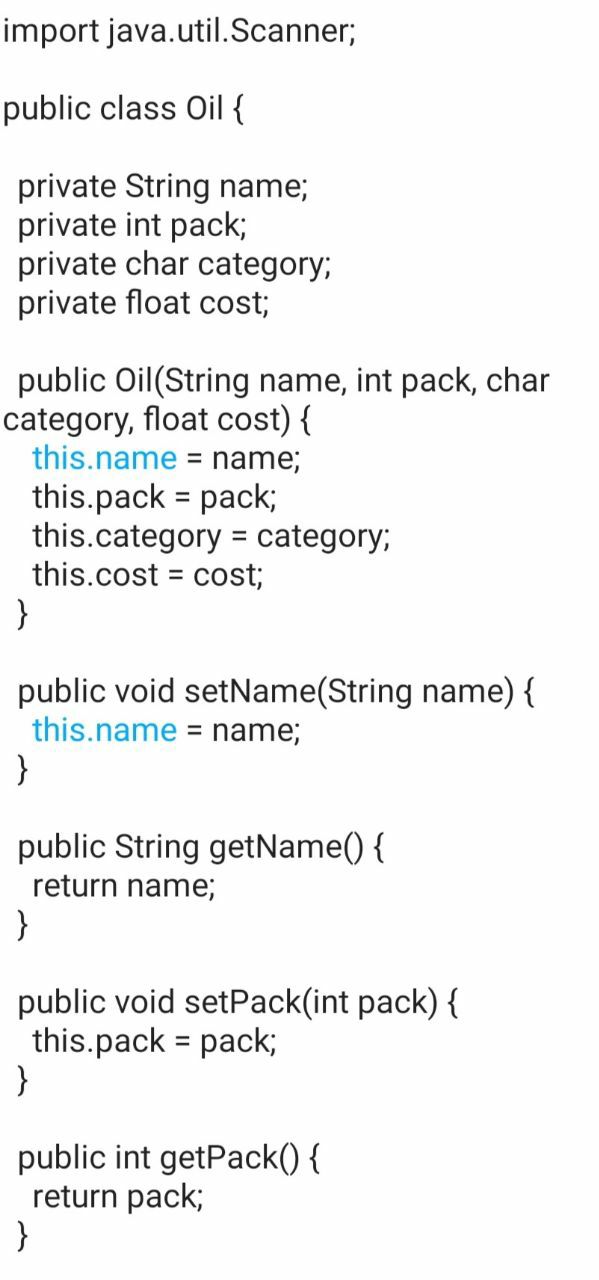 import java.util.Scanner;
public class Oil {
private String name;
private int pack;
private char category;
private float cost;
public Oil(String name, int pack, char
category, float cost) {
this.name = name;
this.pack = pack;
this.category = category;
this.cost = cost;
}
public void setName(String name) {
this.name = name;
}
public String getName() {
return name;
}
public void setPack(int pack) {
this.pack = pack;
}
public int getPack() {
return pack;
}